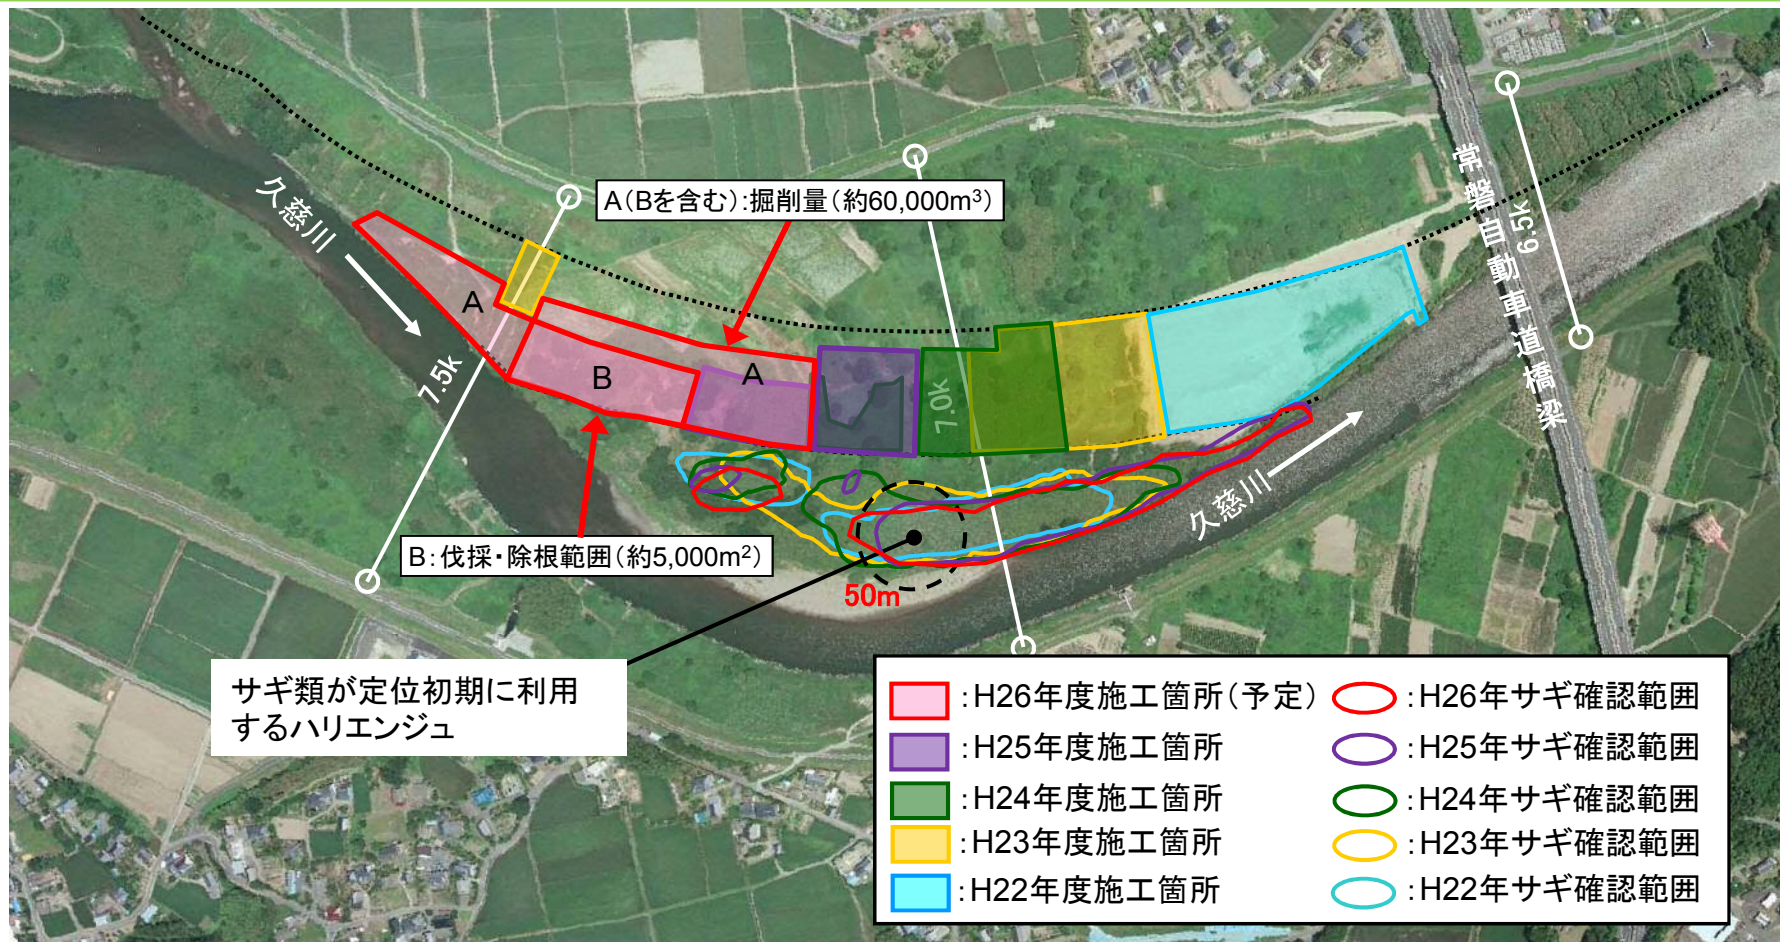 久慈川
7.5k
A(Bを含む):掘削量(約60,000m³)
常磐自動車道橋梁
6.5k
A
B
A
7.0k
久慈川
B:伐採・除根範囲(約5,000m²)
50m
サギ類が定位初期に利用
するハリエンジュ
:H26年度施工箇所(予定)
:H26年サギ確認範囲
:H25年度施工箇所
:H25年サギ確認範囲
:H24年度施工箇所
:H24年サギ確認範囲
:H23年度施工箇所
:H23年サギ確認範囲
:H22年度施工箇所
:H22年サギ確認範囲